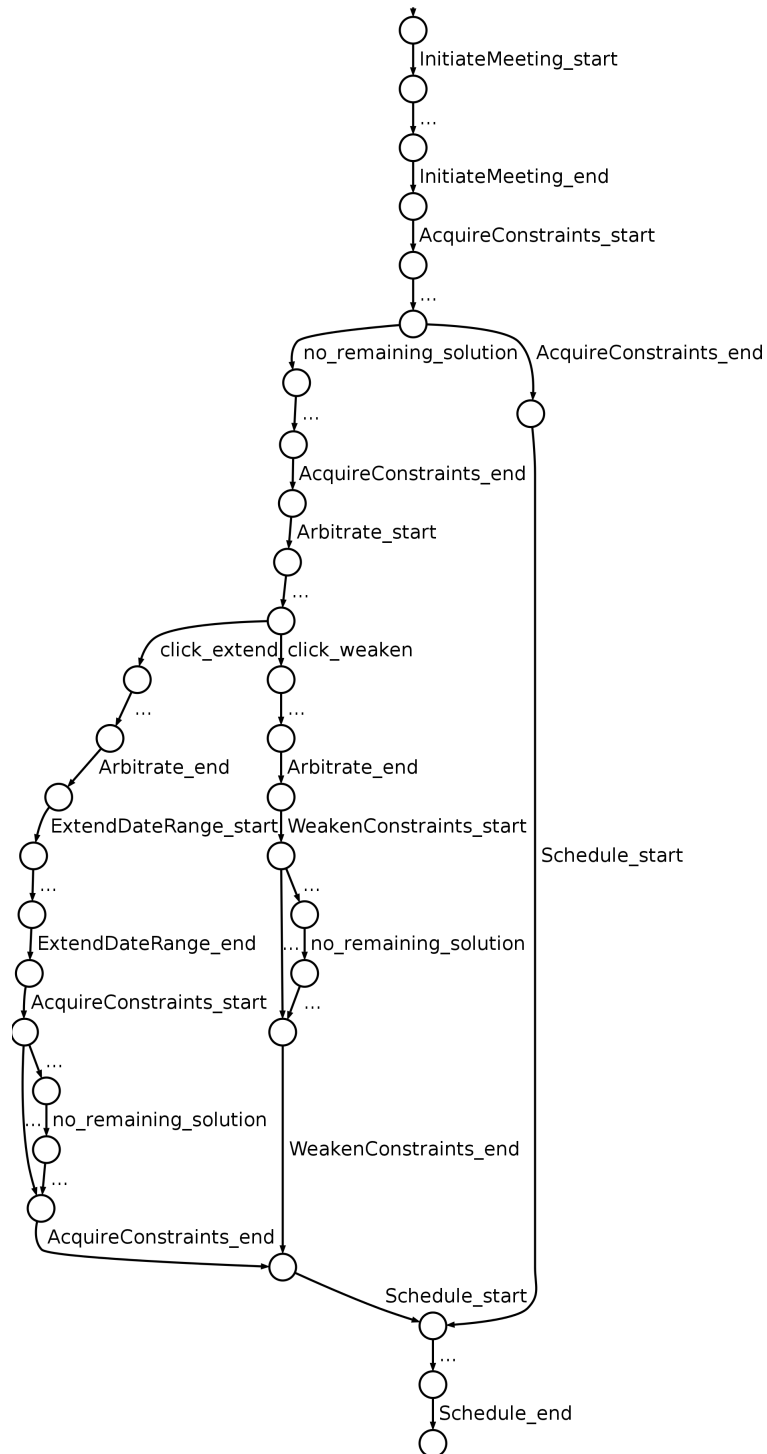 InitiateMeeting_start
...
InitiateMeeting_end
AcquireConstraints_start
...
no_remaining_solution AcquireConstraints_end
...
AcquireConstraints_end
Arbitrate_start
...
click_extend click_weaken
... ...
Arbitrate_end Arbitrate_end
ExtendDateRange_start WeakenConstraints_start
Schedule_start
... ...
ExtendDateRange_end ... no_remaining_solution
AcquireConstraints_start ...
...
... no_remaining_solution
WeakenConstraints_end
...
AcquireConstraints_end
Schedule_start
...
Schedule_end